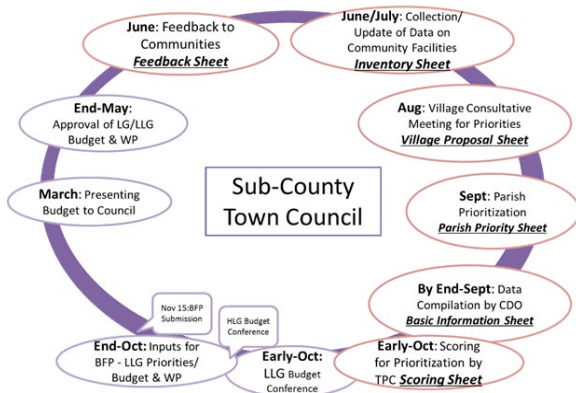 June: Feedback to
Communities
Feedback Sheet
June/July: Collection/
Update of Data on
Community Facilities
Inventory Sheet
End-May:
Approval of LG/LLG
Budget & WP
Aug: Village Consultative
Meeting for Priorities
Village Proposal Sheet
Sub-County
Town Council
March: Presenting
Budget to Council
Sept: Parish
Prioritization
Parish Priority Sheet
By End-Sept: Data
Compilation by CDO
Basic Information Sheet
Nov 15:BFP
Submission
HLG Budget
Conference
End-Oct: Inputs for
BFP - LLG Priorities/
Budget & WP
Early-Oct:
LLG Budget
Conference
Early-Oct: Scoring
for Prioritization by
TPC Scoring Sheet